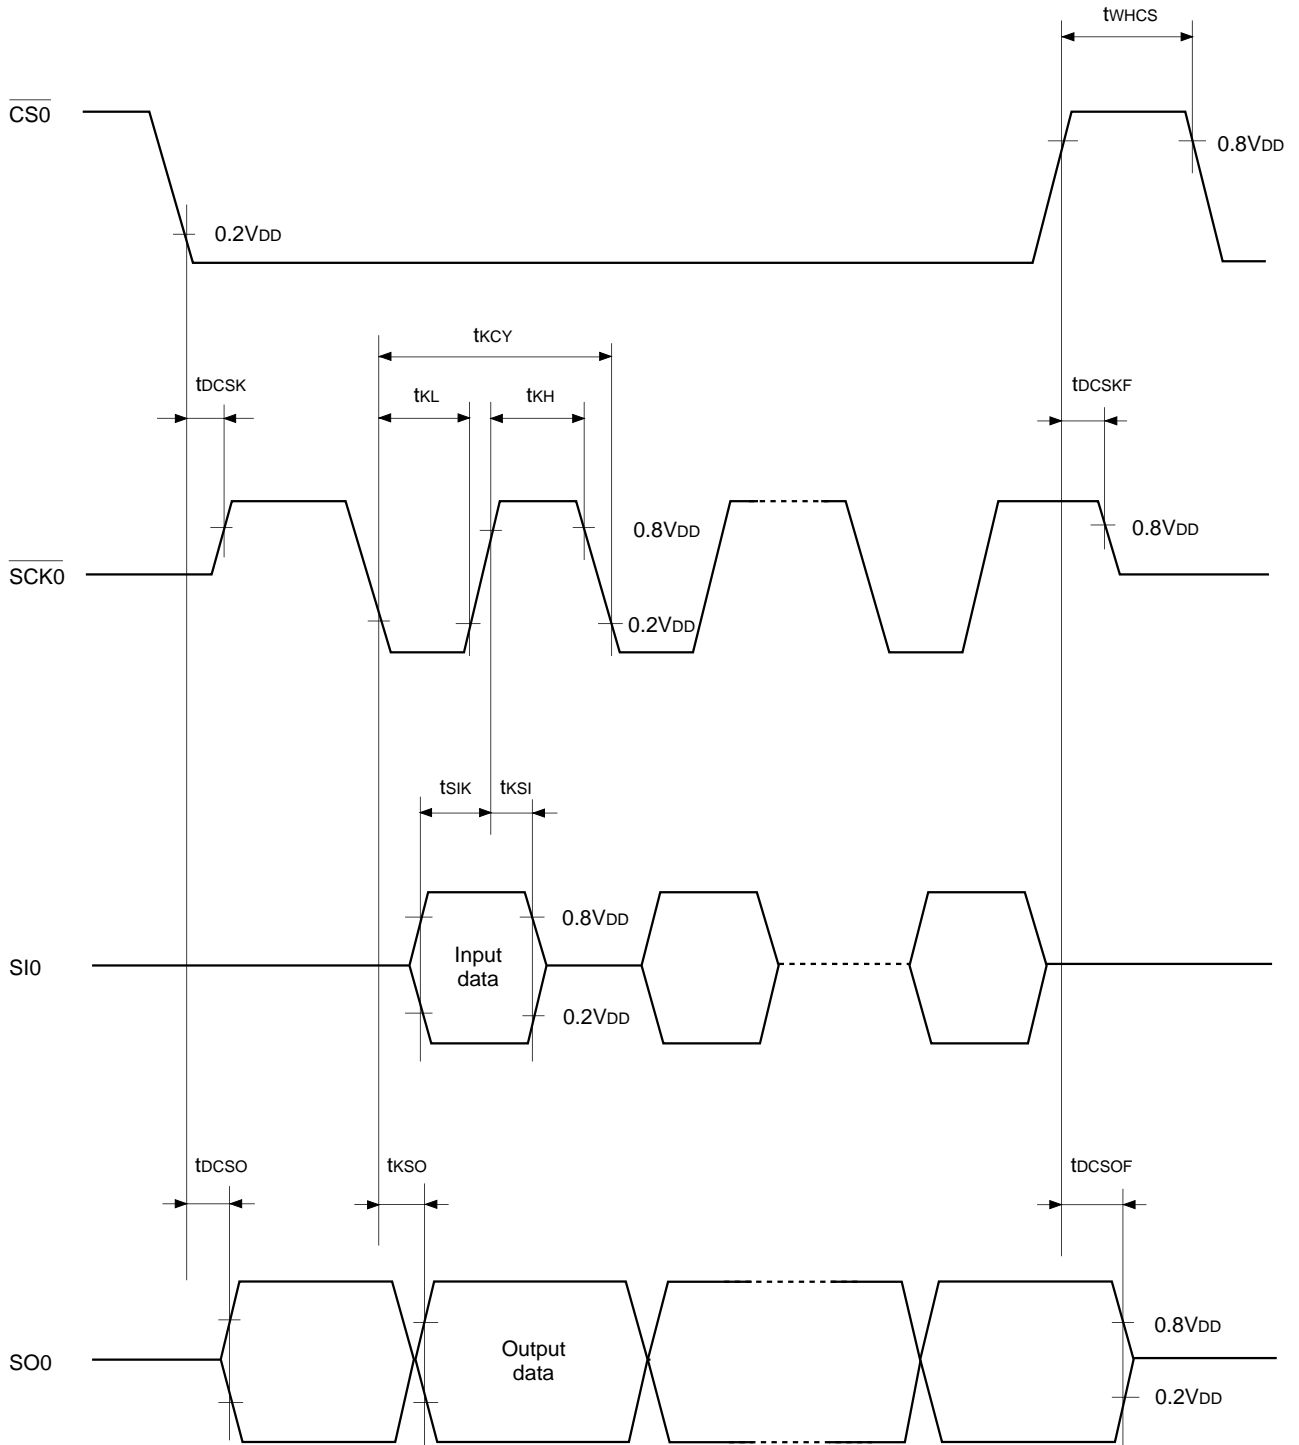 tWHCS
CS0
0.8VDD
0.2VDD
tKCY
tDCSK
tKL
tKH
tDCSKF
0.8VDD
0.8VDD
SCK0
0.2VDD
tSIK
tKSI
0.8VDD
Input
data
SI0
0.2VDD
tDCSO
tKSO
tDCSOF
0.8VDD
Output
data
SO0
0.2VDD